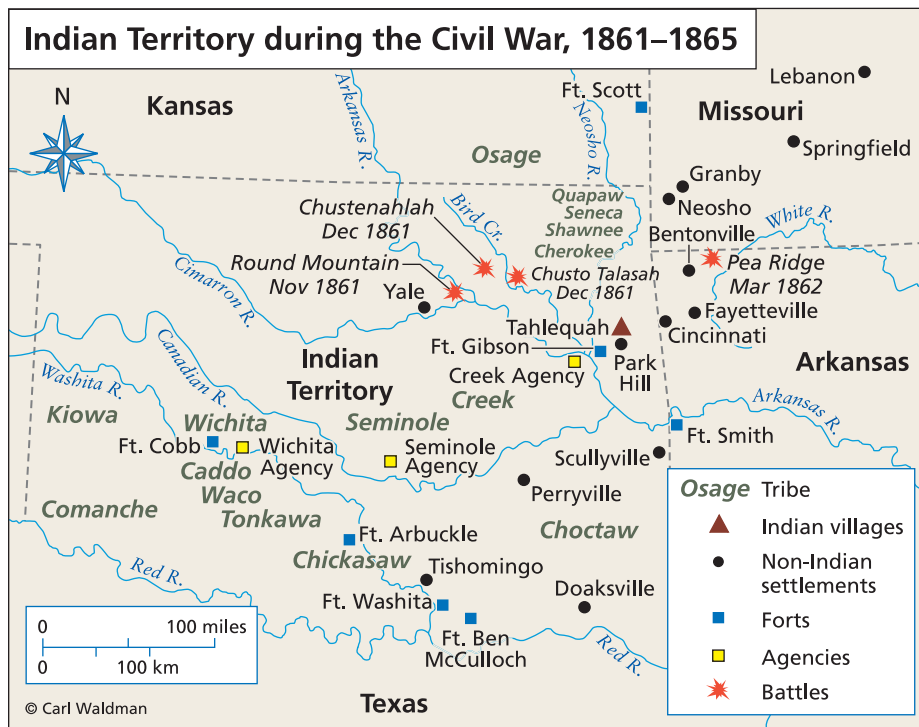 Indian Territory during the Civil War, 1861–1865
N
Kansas
Arkansas R.
Neosho R.
Ft. Scott
Lebanon
Missouri
Springfield
Osage
Granby
Neosho
Bentonville
White R.
Quapaw
Seneca
Shawnee
Cherokee
Chustenahlah
Dec 1861
Bird Cr.
Round Mountain
Nov 1861
Chusto Talasah
Dec 1861
Pea Ridge
Mar 1862
Cimarron R.
Yale
Fayetteville
Cincinnati
Tahlequah
Ft. Gibson
Park
Hill
Creek Agency
Creek
Indian
Territory
Arkansas
Arkansas R.
Canadian R.
Washita R.
Kiowa
Wichita
Seminole
Ft. Cobb
Wichita
Agency
Seminole
Agency
Ft. Smith
Scullyville
Caddo
Waco
Tonkawa
Comanche
Perryville
Choctaw
Ft. Arbuckle
Chickasaw
Tishomingo
Doaksville
Red R.
Ft. Washita
Ft. Ben
McCulloch
Red R.
Texas
0 100 miles
0 100 km
© Carl Waldman
Osage Tribe
Indian villages
Non-Indian
settlements
Forts
Agencies
Battles